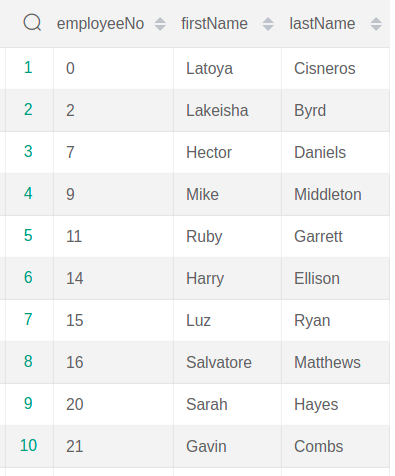 employeeNo firstName lastName
1 0 Latoya Cisneros
2 2 Lakeisha Byrd
3 7 Hector Daniels
4 9 Mike Middleton
5 11 Ruby Garrett
6 14 Harry Ellison
7 15 Luz Ryan
8 16 Salvatore Matthews
9 20 Sarah Hayes
10 21 Gavin Combs